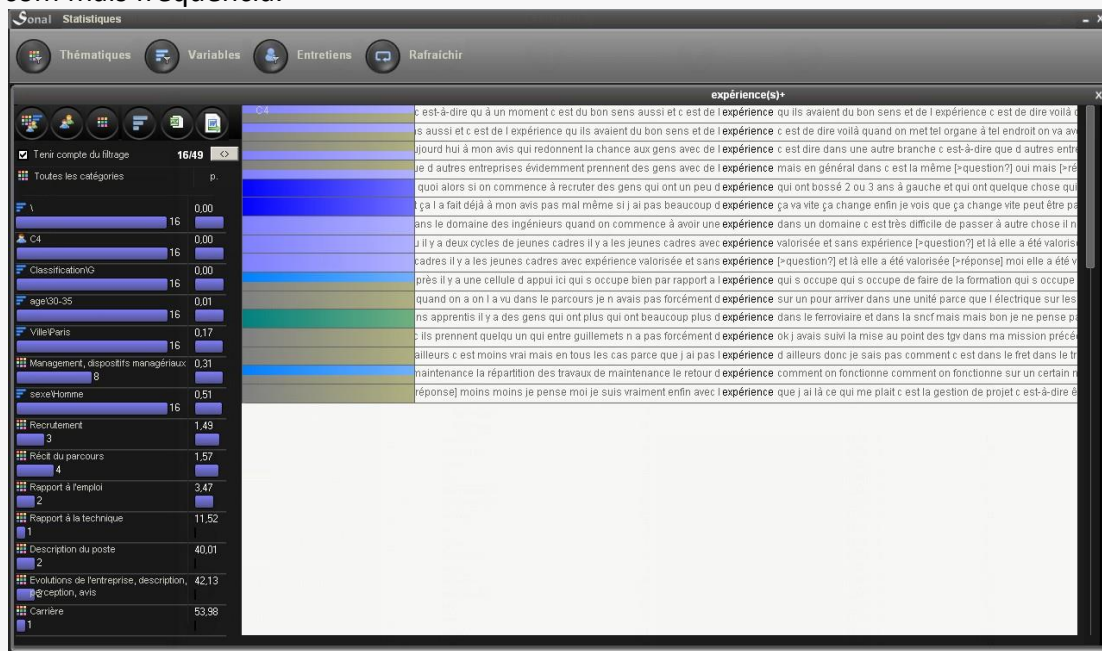 com mais frequência.
Sonal Statistiques
Thématiques Variables Entretiens Rafraîchir
expérience(s)+ X
Tenir compte du filtrage 16/49 <>
Toutes les catégories p.
\ 0,00
16
C4 0,00
16
Classification\G 0,00
16
age\30-35 0,01
16
Ville\Paris 0,17
16
Management, dispositifs managériaux 0,31
8
sexe\Homme 0,51
16
Recrutement 1,49
3
Récit du parcours 1,57
4
Rapport à l'emploi 3,47
2
Rapport à la technique 11,52
1
Description du poste 40,01
2
Evolutions de l'entreprise, description, 42,13
perception, avis
Carrière 53,98
1
C4
c est-à-dire qu à un moment c est du bon sens aussi et c est de l expérience qu ils avaient du bon sens et de l expérience c est de dire voilà
s aussi et c est de l expérience qu ils avaient du bon sens et de l expérience c est de dire voilà quand on met tel organe à tel endroit on va
ujourd hui à mon avis qui redonnent la chance aux gens avec de l expérience c est dire dans une autre branche c est-à-dire que d autres
ue d autres entreprises évidemment prennent des gens avec de l expérience mais en général dans c est la même [>question?] oui mais
quoi alors si on commence à recruter des gens qui ont un peu d expérience qui ont bossé 2 ou 3 ans à gauche et qui ont quelque chose qui
ça l a fait déjà à mon avis pas mal même si j ai pas beaucoup d expérience ça va vite ça change enfin je vois que ça change vite peut être
ans le domaine des ingénieurs quand on commence à avoir une expérience dans un domaine c est très difficile de passer à autre chose il
il y a deux cycles de jeunes cadres il y a les jeunes cadres avec expérience valorisée et sans expérience [>question?] et là elle a été
cadres il y a les jeunes cadres avec expérience valorisée et sans expérience [>question?] et là elle a été valorisée [>réponse] moi elle a été
près il y a une cellule d appui ici qui s occupe bien par rapport a l expérience qui s occupe qui s occupe de faire de la formation qui s occupe
quand on a on l a vu dans le parcours je n avais pas forcément d expérience sur un pour arriver dans une unité parce que l électrique sur les
ns apprentis il y a des gens qui ont plus qui ont beaucoup plus d expérience dans le ferroviaire et dans la sncf mais mais bon je ne pense
c ils prennent quelqu un qui entre guillemets n a pas forcément d expérience ok j avais suivi la mise au point des tgv dans ma mission
ailleurs c est moins vrai mais en tous les cas parce que j ai pas l expérience d ailleurs donc je sais pas comment c est dans le fret dans le
maintenance la répartition des travaux de maintenance le retour d expérience comment on fonctionne comment on fonctionne sur un certain
réponse] moins moins je pense moi je suis vraiment enfin avec l expérience que j ai là ce qui me plait c est la gestion de projet c est-à-dire